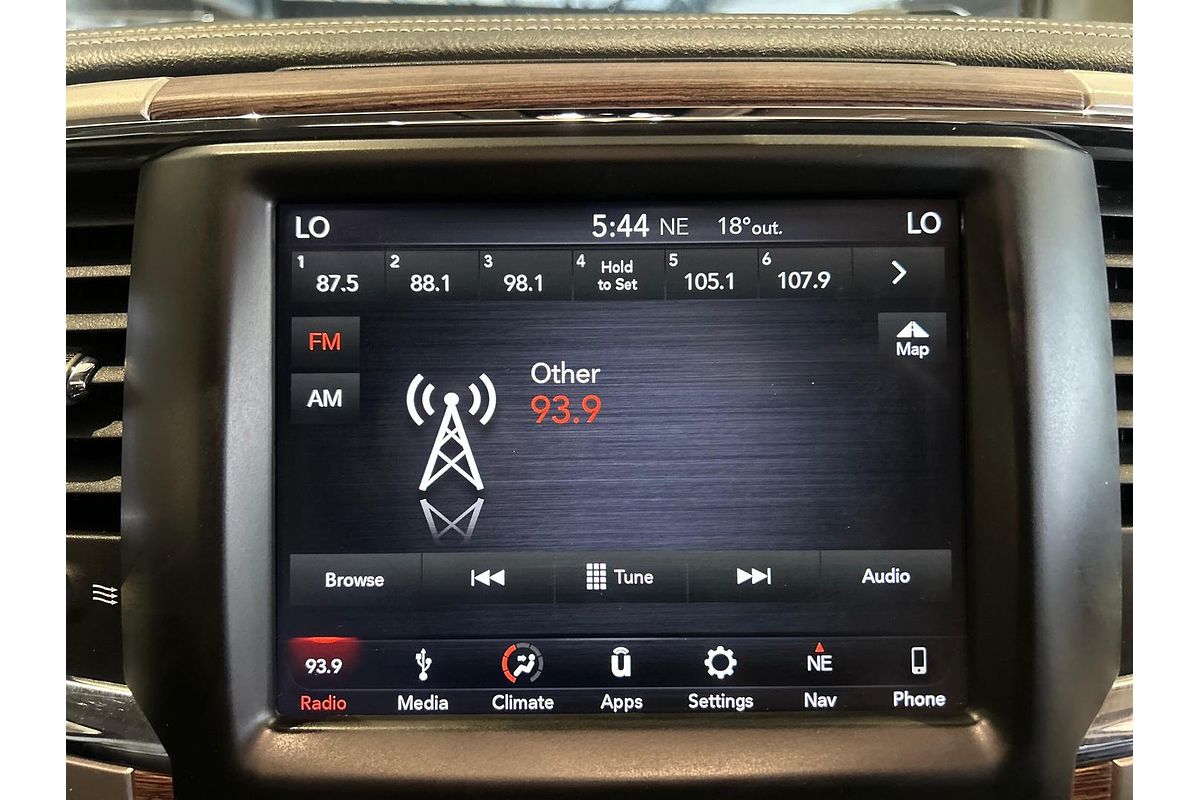 LO 5:44 NE 18°out. LO
1 87.5 2 88.1 3 98.1 4 Hold to Set 5 105.1 6 107.9
FM
Map
AM
Other
93.9
Browse Tune Audio
93.9 NE
Radio Media Climate Apps Settings Nav Phone